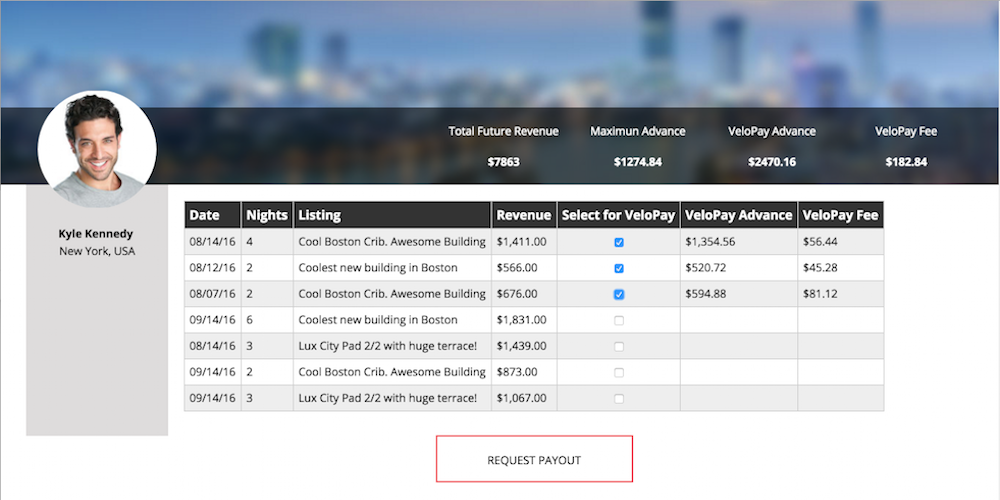 Total Future Revenue Maximun Advance VeloPay Advance VeloPay Fee
$7863 $1274.84 $2470.16 $182.84
Kyle Kennedy
New York, USA
Date Nights Listing Revenue Select for VeloPay VeloPay Advance VeloPay Fee
08/14/16 4 Cool Boston Crib. Awesome Building $1,411.00 $1,354.56 $56.44
08/12/16 2 Coolest new building in Boston $566.00 $520.72 $45.28
08/07/16 2 Cool Boston Crib. Awesome Building $676.00 $594.88 $81.12
09/14/16 6 Coolest new building in Boston $1,831.00
08/14/16 3 Lux City Pad 2/2 with huge terrace! $1,439.00
09/14/16 2 Cool Boston Crib. Awesome Building $873.00
09/14/16 3 Lux City Pad 2/2 with huge terrace! $1,067.00
REQUEST PAYOUT